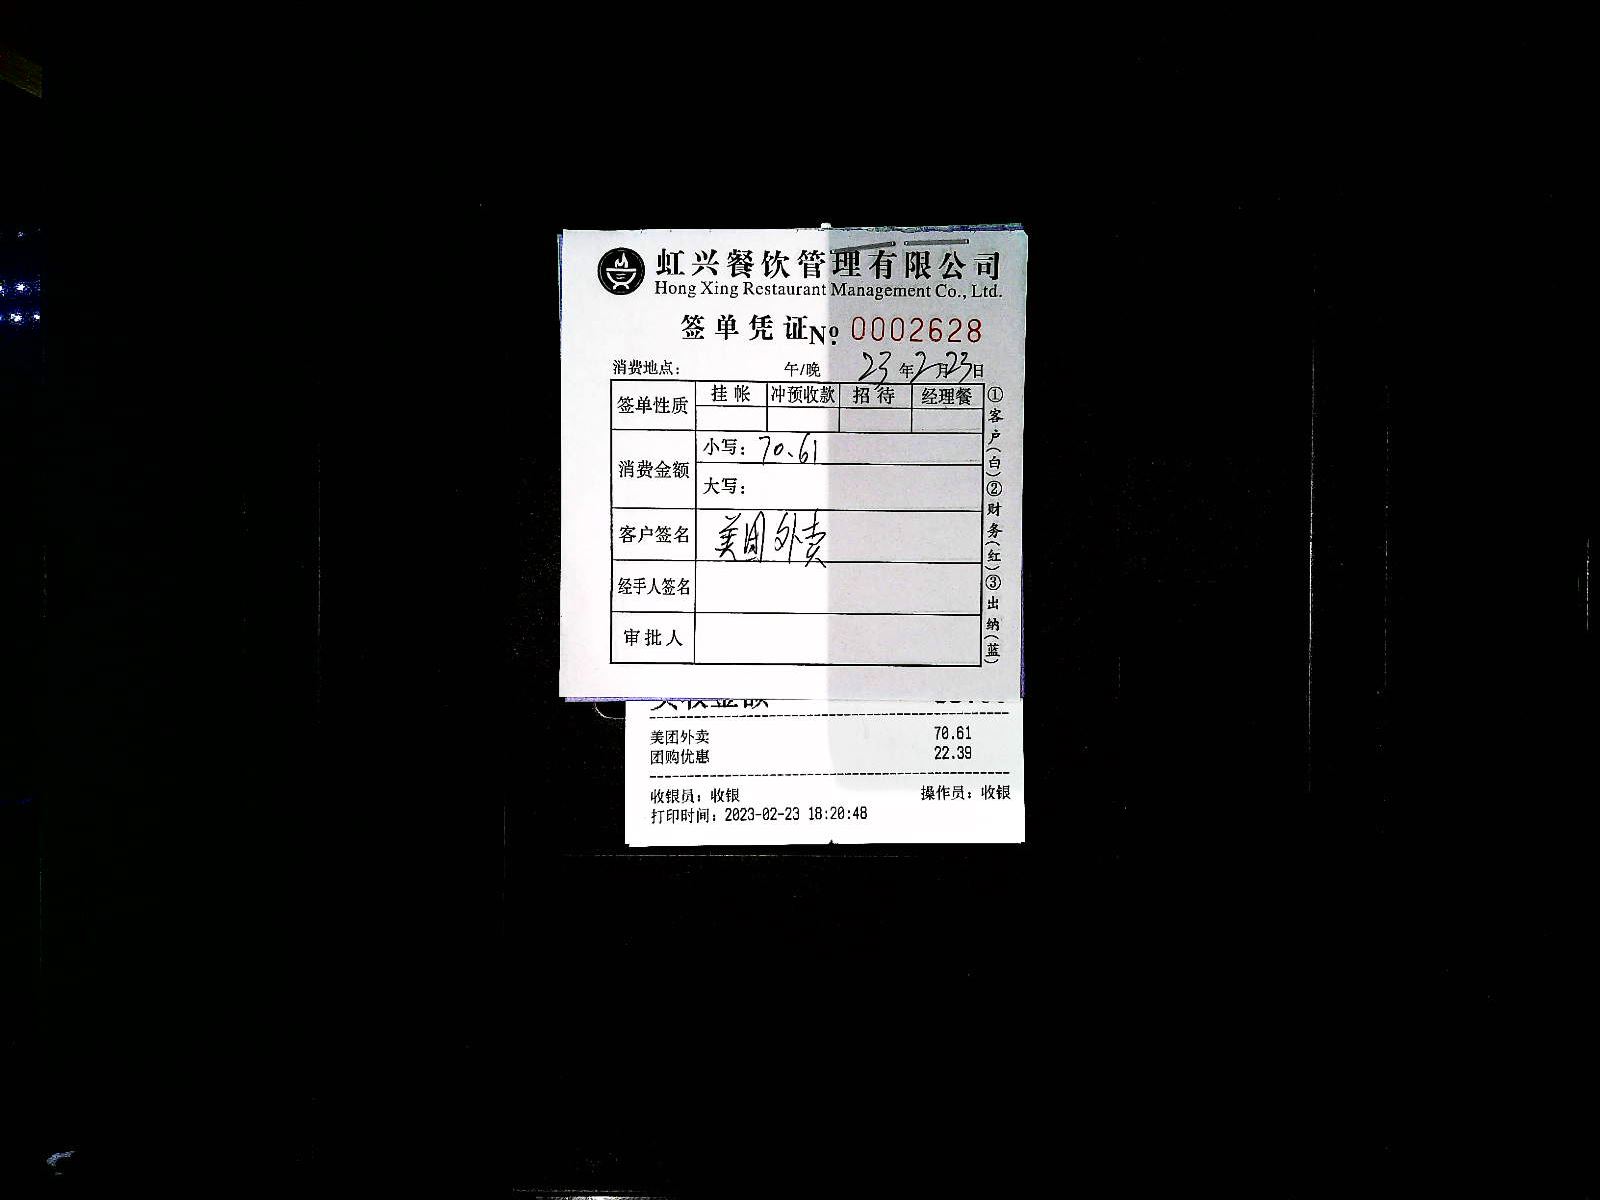 虹兴餐饮管理有限公司
Hong Xing Restaurant Management Co., Ltd.
签单凭证 № 0002628
消费地点： 午/晚 23年2月23日
签单性质 挂帐 冲预收款 招待 经理餐
消费金额 小写：70.61
大写：
客户签名 美团外卖
经手人签名
审批人
①客户(白)②财务(红)③出纳(蓝)
美团外卖 70.61
团购优惠 22.39
收银员：收银 操作员：收银
打印时间：2023-02-23 18:20:48